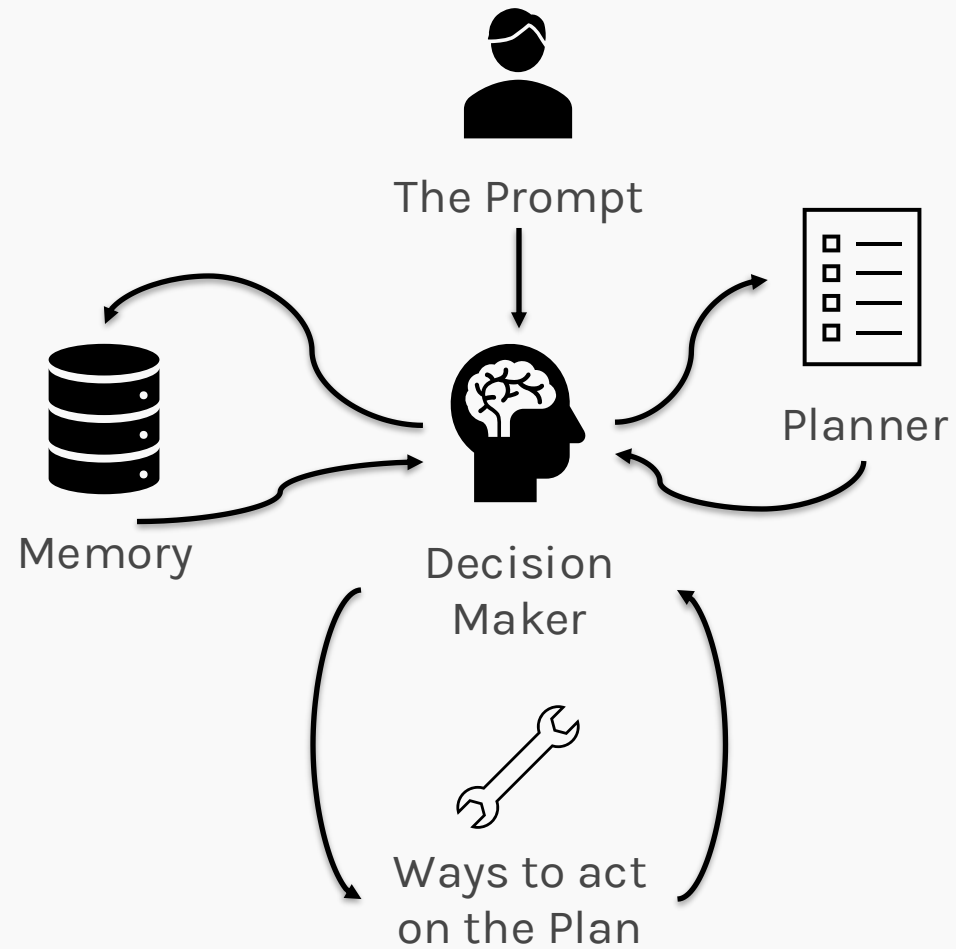 The Prompt
Planner
Memory
Decision
Maker
Ways to act
on the Plan